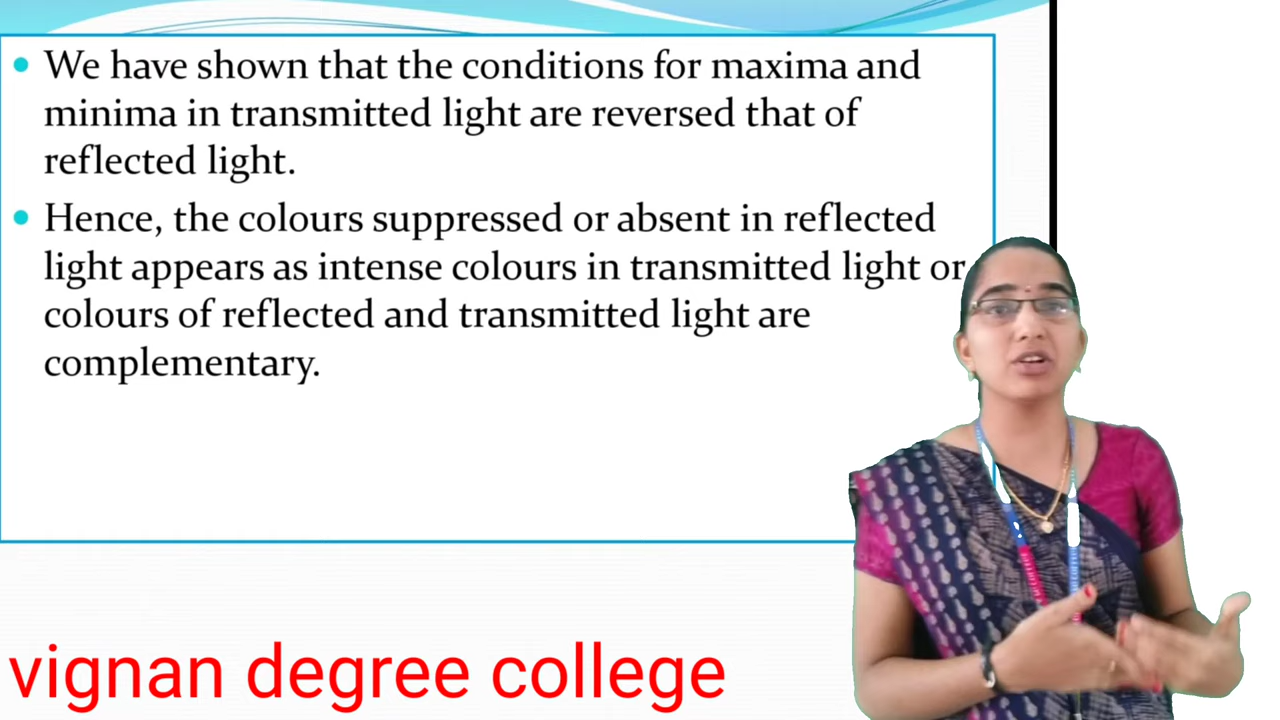 We have shown that the conditions for maxima and
minima in transmitted light are reversed that of
reflected light.
Hence, the colours suppressed or absent in reflected
light appears as intense colours in transmitted light or
colours of reflected and transmitted light are
complementary.
vignan degree college